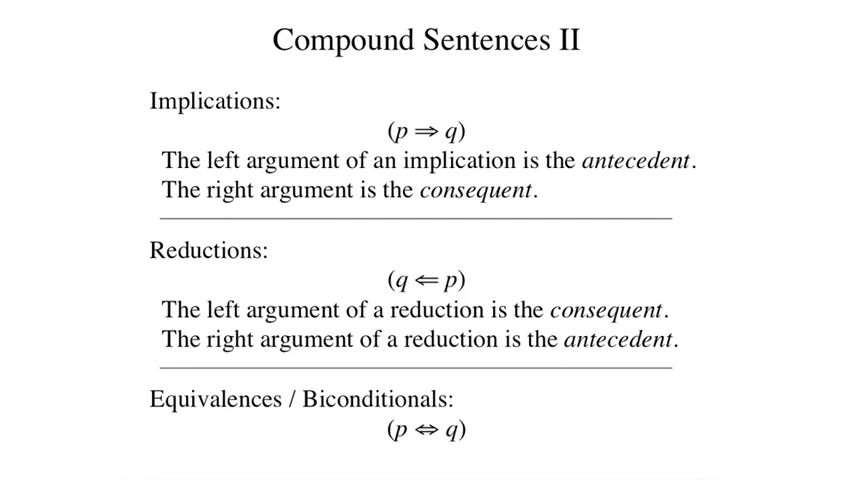 Compound Sentences II
Implications:
(p ⇒ q)
The left argument of an implication is the antecedent.
The right argument is the consequent.
Reductions:
(q ⇐ p)
The left argument of a reduction is the consequent.
The right argument of a reduction is the antecedent.
Equivalences / Biconditionals:
(p ⇔ q)